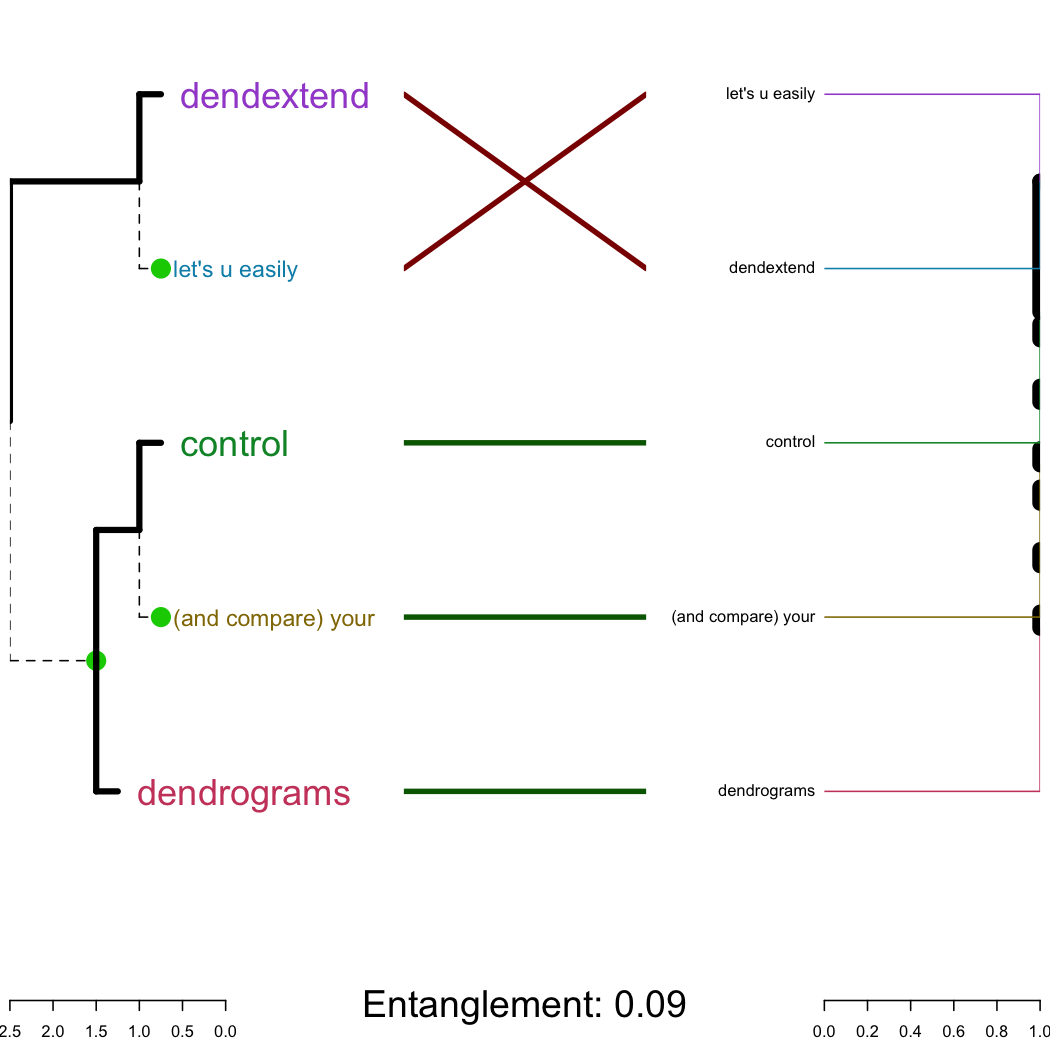 dendextend
let's u easily
let's u easily
dendextend
control
control
(and compare) your
(and compare) your
dendrograms
dendrograms
Entanglement: 0.09
2.5 2.0 1.5 1.0 0.5 0.0
0.0 0.2 0.4 0.6 0.8 1.0